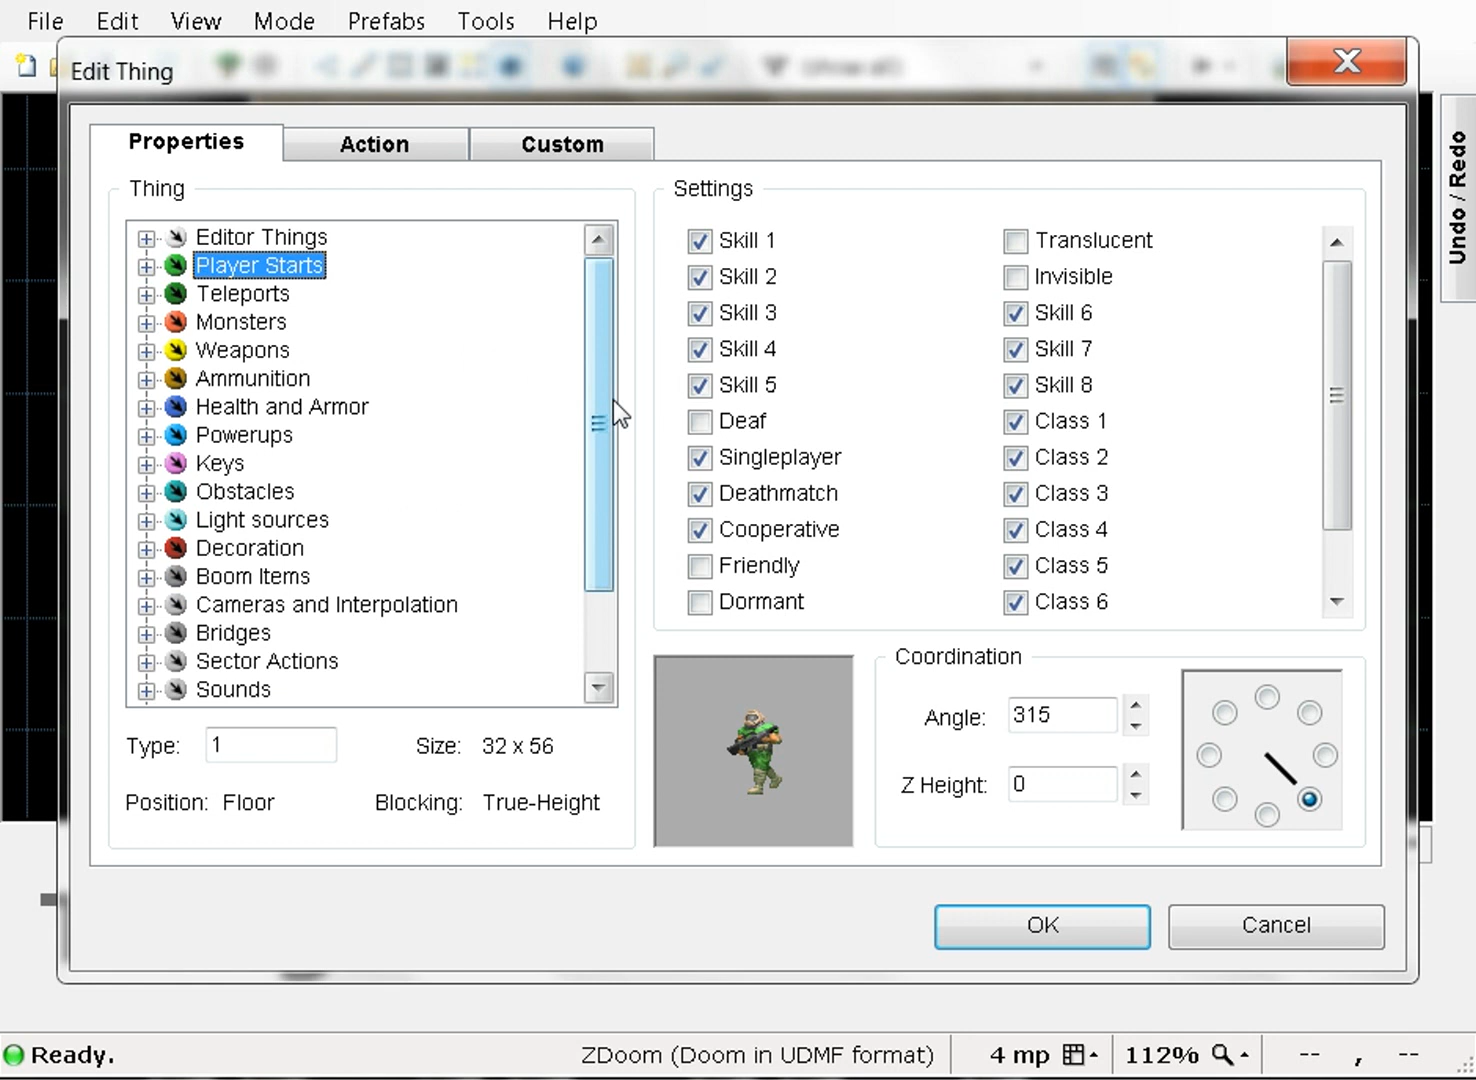 File Edit View Mode Prefabs Tools Help
Edit Thing
Properties Action Custom
Undo / Redo
Thing
Editor Things
Player Starts
Teleports
Monsters
Weapons
Ammunition
Health and Armor
Powerups
Keys
Obstacles
Light sources
Decoration
Boom Items
Cameras and Interpolation
Bridges
Sector Actions
Sounds
Type: 1 Size: 32 x 56
Position: Floor Blocking: True-Height
Settings
Skill 1
Skill 2
Skill 3
Skill 4
Skill 5
Deaf
Singleplayer
Deathmatch
Cooperative
Friendly
Dormant
Translucent
Invisible
Skill 6
Skill 7
Skill 8
Class 1
Class 2
Class 3
Class 4
Class 5
Class 6
Coordination
Angle: 315
Z Height: 0
OK Cancel
Ready. ZDoom (Doom in UDMF format) 4 mp 112% -- , --